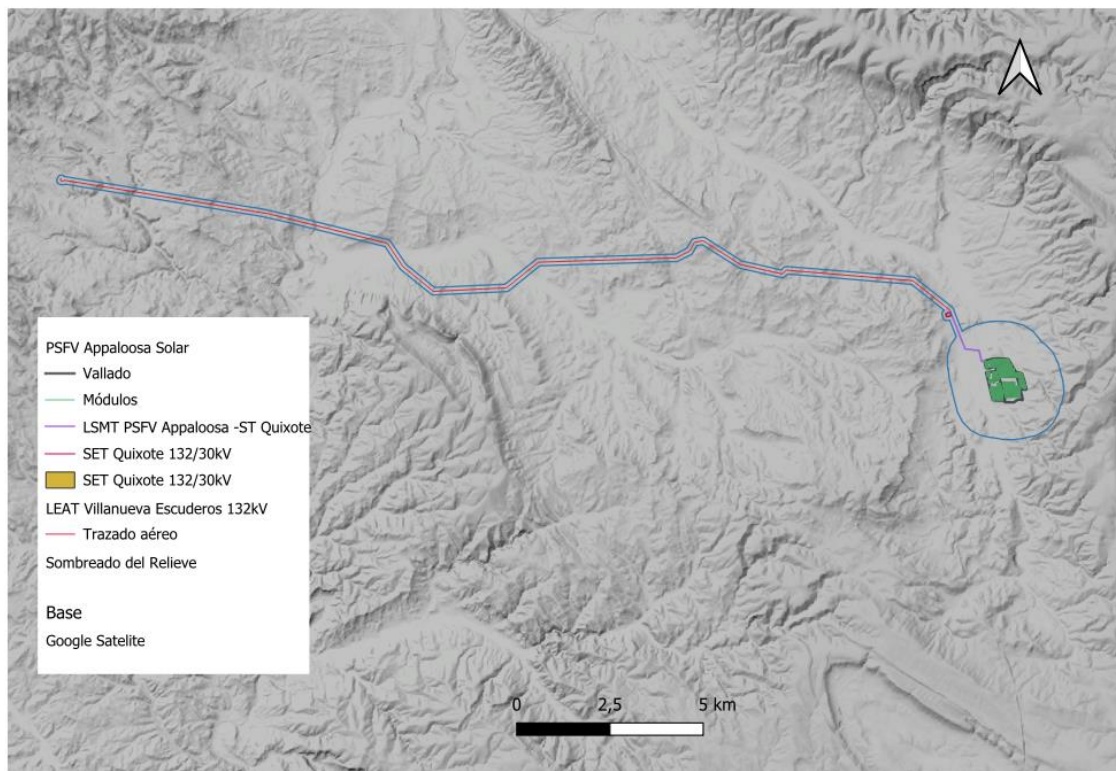 PSFV Appaloosa Solar
Vallado
Módulos
LSMT PSFV Appaloosa -ST Quixote
SET Quixote 132/30kV
SET Quixote 132/30kV
LEAT Villanueva Escuderos 132kV
Trazado aéreo
Sombreado del Relieve
Base
Google Satelite
0 2,5 5 km